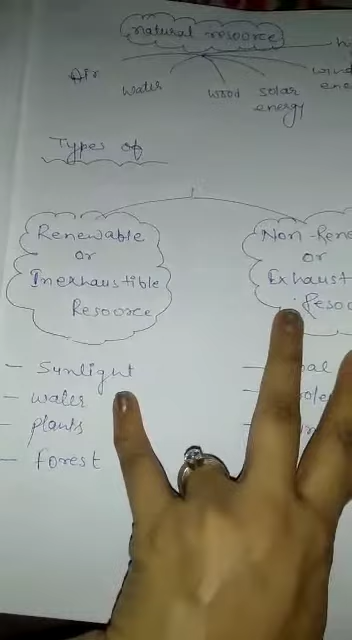 natural resource
Air
water
wood
solar
energy
Types of
Renewable
or
Inexhaustible
Resource
Non-Rene
or
Exhaust
Reso
- Sunlight
- water
- plants
- forest